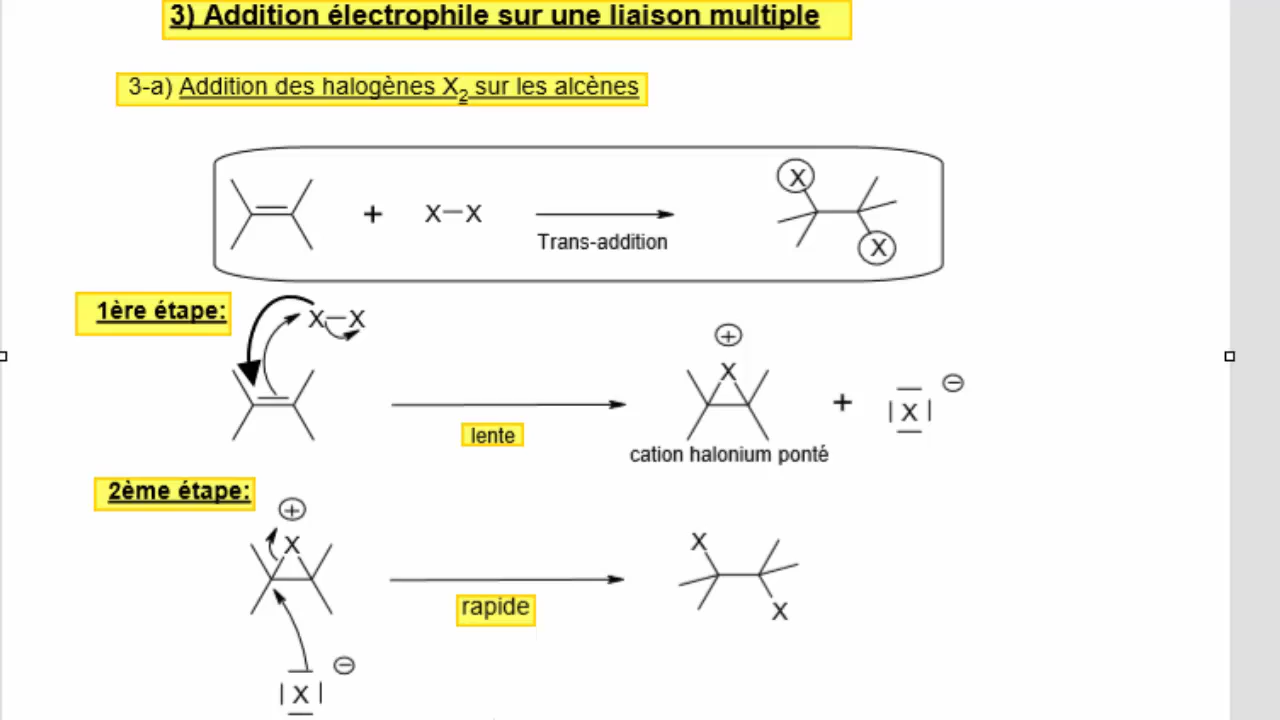 3) Addition électrophile sur une liaison multiple
3-a) Addition des halogènes X₂ sur les alcènes
X
+ X—X
Trans-addition
X
1ère étape:
X—X
+
X
+ | X | −
lente
cation halonium ponté
2ème étape:
+
X
X
rapide
X
−
| X |